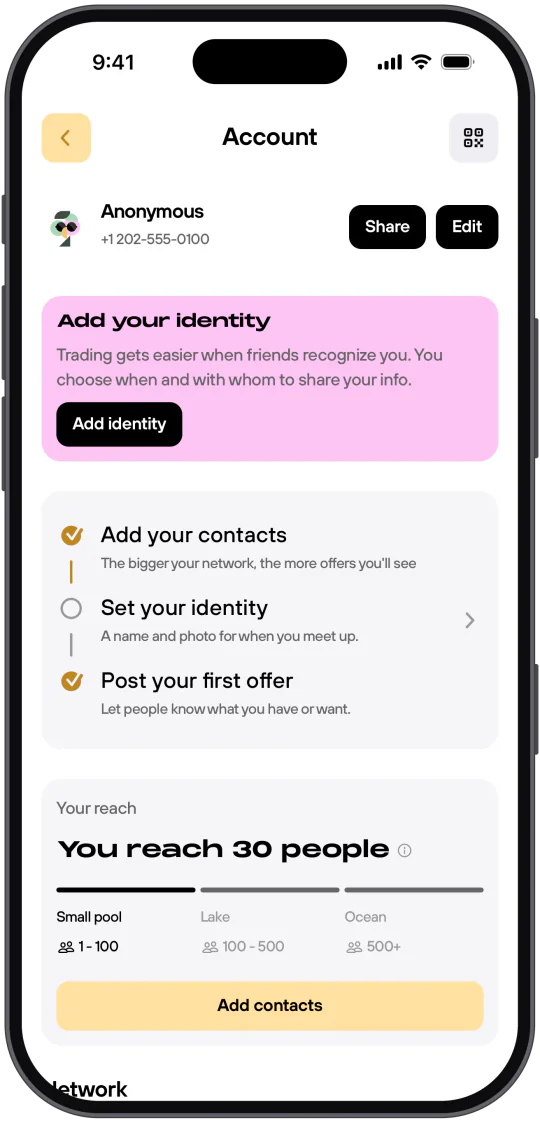 9:41
Account
Anonymous
+1 202-555-0100
Share
Edit
Add your identity
Trading gets easier when friends recognize you. You
choose when and with whom to share your info.
Add identity
Add your contacts
The bigger your network, the more offers you'll see
Set your identity
A name and photo for when you meet up.
Post your first offer
Let people know what you have or want.
Your reach
You reach 30 people
Small pool
Lake
Ocean
1 - 100
100 - 500
500+
Add contacts
Network